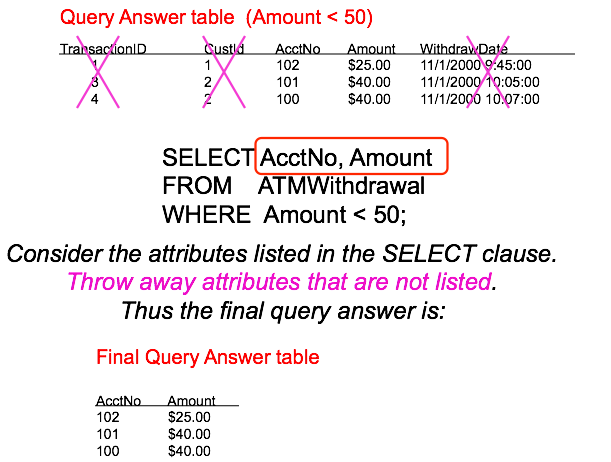 Query Answer table (Amount < 50)
TransactionID CustId AcctNo Amount WithdrawDate
1 1 102 $25.00 11/1/2000 9:45:00
3 2 101 $40.00 11/1/2000 10:05:00
4 2 100 $40.00 11/1/2000 10:07:00
SELECT AcctNo, Amount
FROM ATMWithdrawal
WHERE Amount < 50;
Consider the attributes listed in the SELECT clause.
Throw away attributes that are not listed.
Thus the final query answer is:
Final Query Answer table
AcctNo Amount
102 $25.00
101 $40.00
100 $40.00